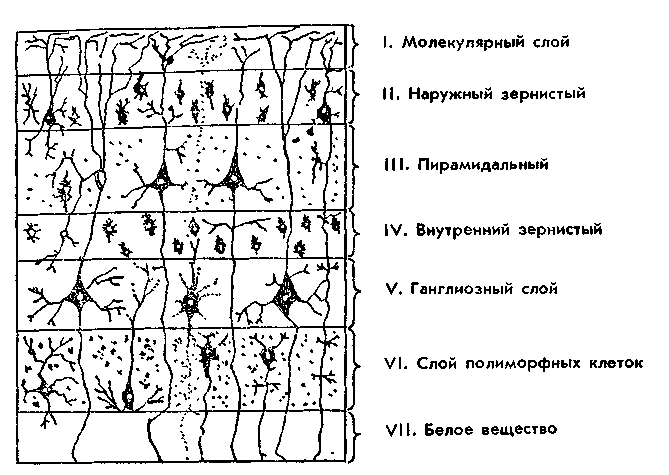 I. Молекулярный слой
II. Наружный зернистый
III. Пирамидальный
IV. Внутренний зернистый
V. Ганглиозный слой
VI. Слой полиморфных клеток
VII. Белое вещество